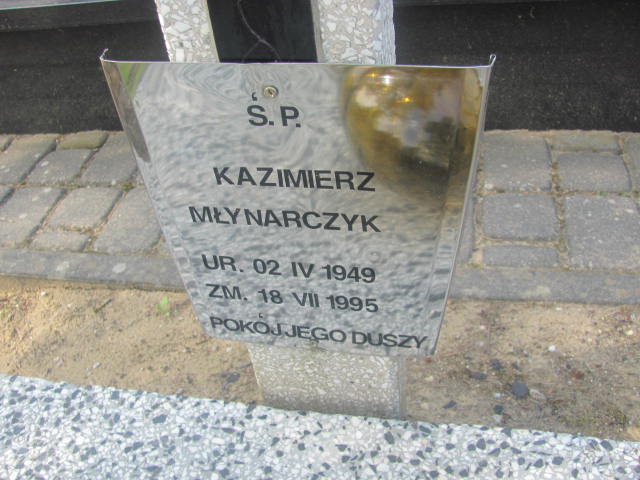 Ś. P.
KAZIMIERZ
MŁYNARCZYK
UR. 02 IV 1949
ZM. 18 VII 1995
POKÓJ JEGO DUSZY